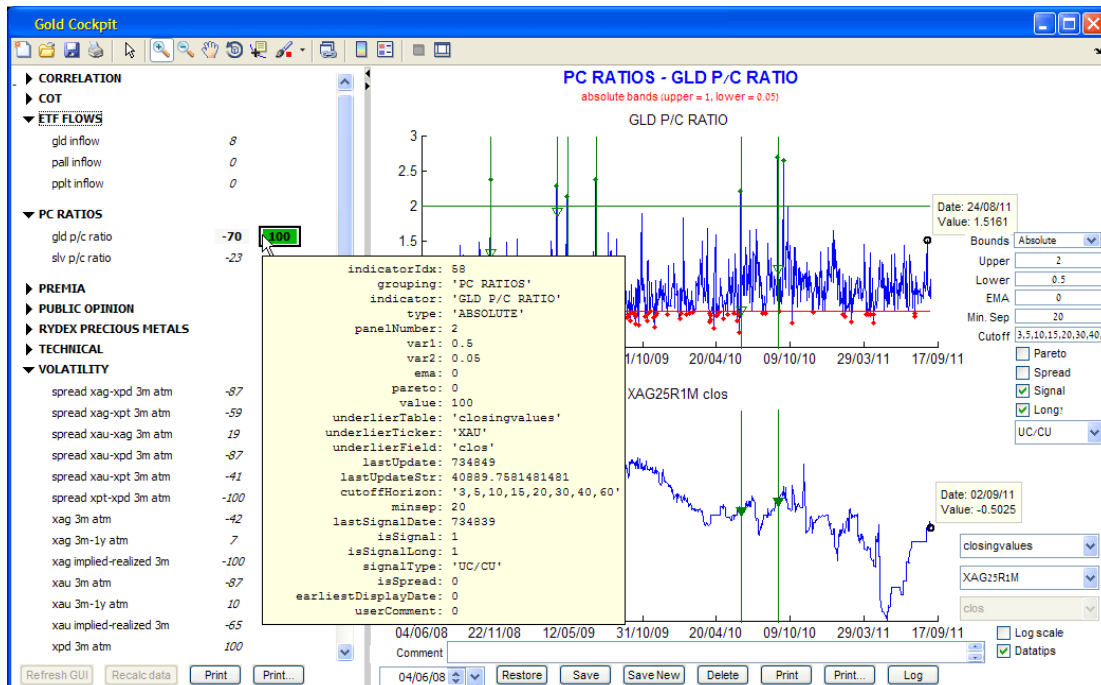 Gold Cockpit
CORRELATION
COT
ETF FLOWS
gld inflow 8
pall inflow 0
pplt inflow 0
PC RATIOS
gld p/c ratio -70 100
slv p/c ratio -23
PREMIA
PUBLIC OPINION
RYDEX PRECIOUS METALS
TECHNICAL
VOLATILITY
spread xag-xpd 3m atm -87
spread xag-xpt 3m atm -59
spread xau-xag 3m atm 19
spread xau-xpd 3m atm -87
spread xau-xpt 3m atm -41
spread xpt-xpd 3m atm -100
xag 3m atm -42
xag 3m-1y atm 7
xag implied-realized 3m -100
xau 3m atm -87
xau 3m-1y atm 10
xau implied-realized 3m -65
xpd 3m atm 100
Refresh GUI Recalc data Print Print...
indicatorIdx: 58
grouping: 'PC RATIOS'
indicator: 'GLD P/C RATIO'
type: 'ABSOLUTE'
panelNumber: 2
var1: 0.5
var2: 0.05
ema: 0
pareto: 0
value: 100
underlierTable: 'closingvalues'
underlierTicker: 'XAU'
underlierField: 'clos'
lastUpdate: 734849
lastUpdateStr: 40889.7581481481
cutoffHorizon: '3,5,10,15,20,30,40,60'
minsep: 20
lastSignalDate: 734839
isSignal: 1
isSignalLong: 1
signalType: 'UC/CU'
isSpread: 0
earliestDisplayDate: 0
userComment: 0
PC RATIOS - GLD P/C RATIO
absolute bands (upper = 1, lower = 0.05)
GLD P/C RATIO
3
2.5
2
1.5
Date: 24/08/11
Value: 1.5161
1/10/09 20/04/10 09/10/10 29/03/11 17/09/11
Bounds Absolute
Upper 2
Lower 0.5
EMA 0
Min. Sep 20
Cutoff 3,5,10,15,20,30,40,
Pareto
Spread
Signal
Long?
UC/CU
XAG25R1M clos
Date: 02/09/11
Value: -0.5025
closingvalues
XAG25R1M
clos
Log scale
Datatips
04/06/08 22/11/08 12/05/09 31/10/09 20/04/10 09/10/10 29/03/11 17/09/11
Comment
04/06/08 Restore Save Save New Delete Print Print... Log